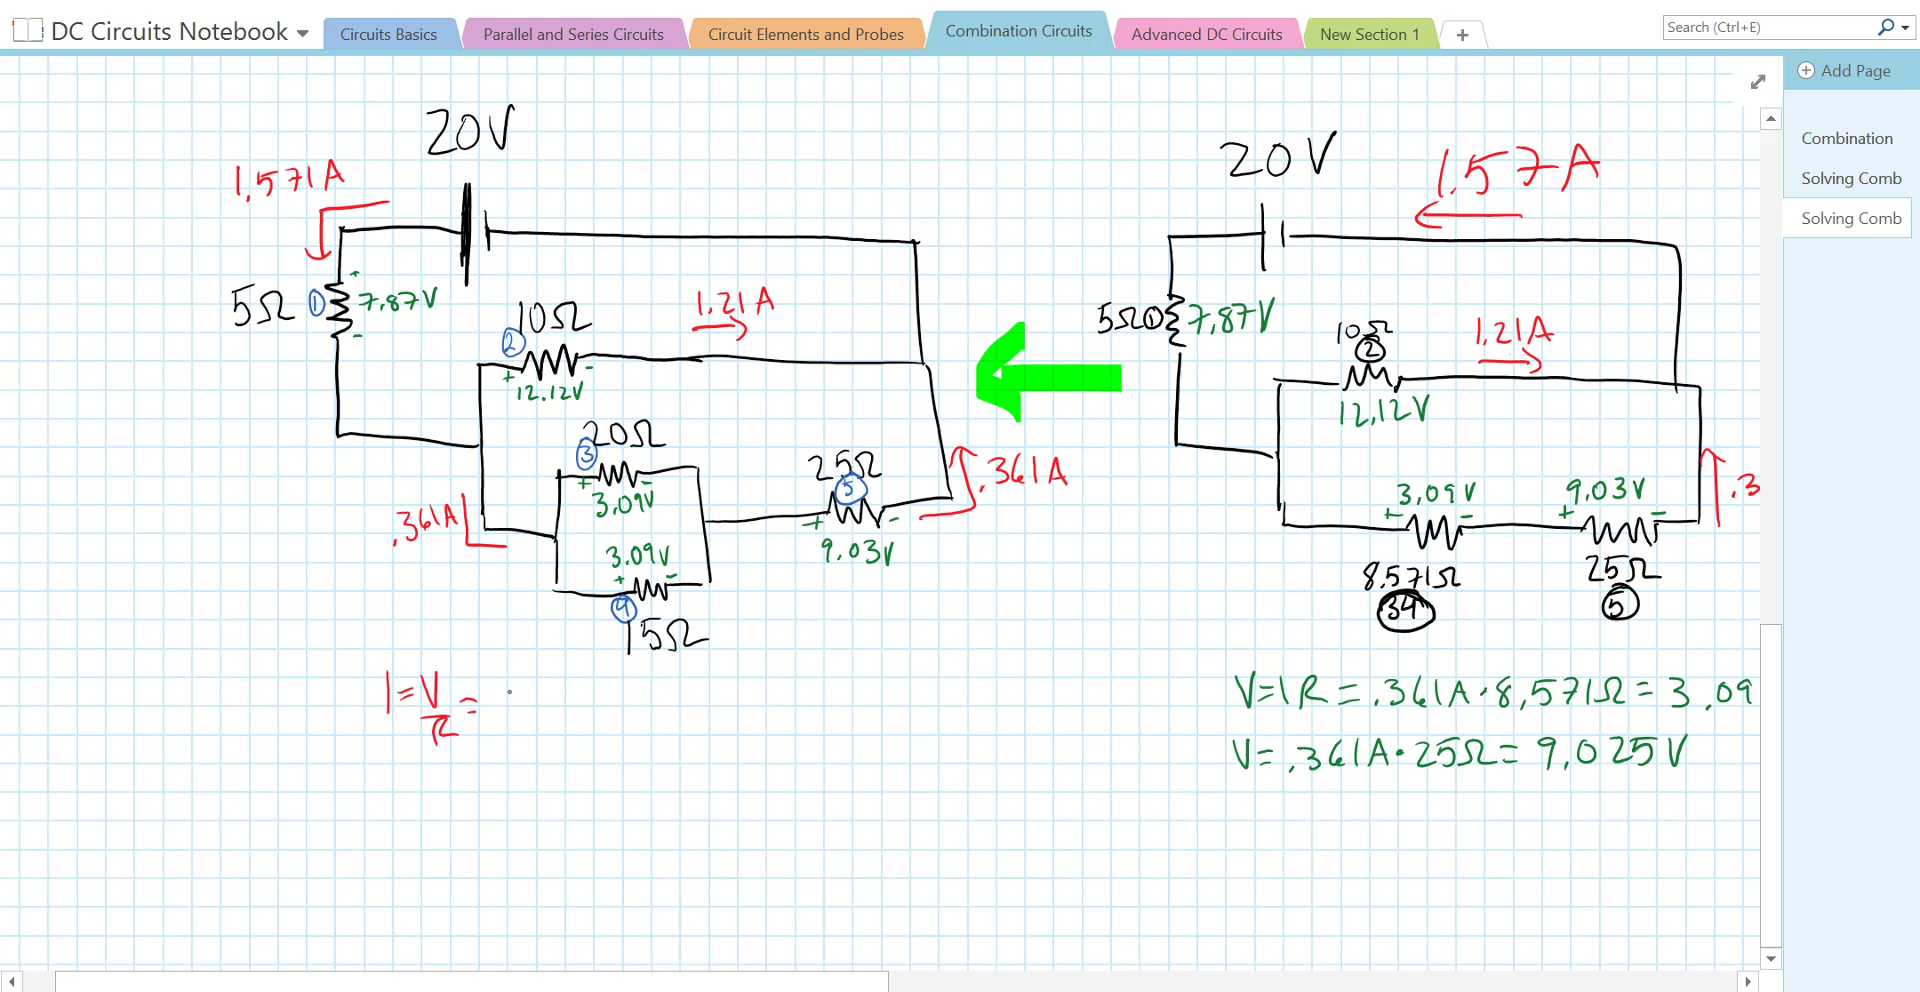 DC Circuits Notebook
Circuits Basics
Parallel and Series Circuits
Circuit Elements and Probes
Combination Circuits
Advanced DC Circuits
New Section 1
Search (Ctrl+E)
Add Page
Combination
Solving Comb
Solving Comb
20V
1.571A
5Ω ① 7.87V
+
-
10Ω
②
+ -
12.12V
1.21A
20Ω
③
+ -
3.09V
.361A
3.09V
+ -
④
15Ω
25Ω
⑤
+ -
9.03V
.361A
I=V/R =
20V
1.57A
5Ω ① 7.87V
10Ω
②
12.12V
1.21A
3.09V
+ -
8.571Ω
34
9.03V
+ -
25Ω
⑤
.3
V=IR=.361A·8.571Ω=3.09
V=.361A·25Ω=9.025V